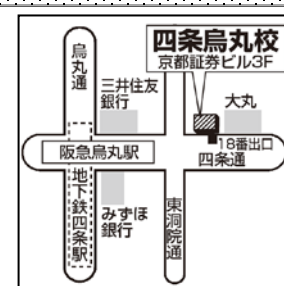 四条烏丸校
京都証券ビル3F
烏丸通
三井住友
銀行
大丸
18番出口
四条通
阪急烏丸駅
地下鉄四条駅
みずほ
銀行
東洞院通